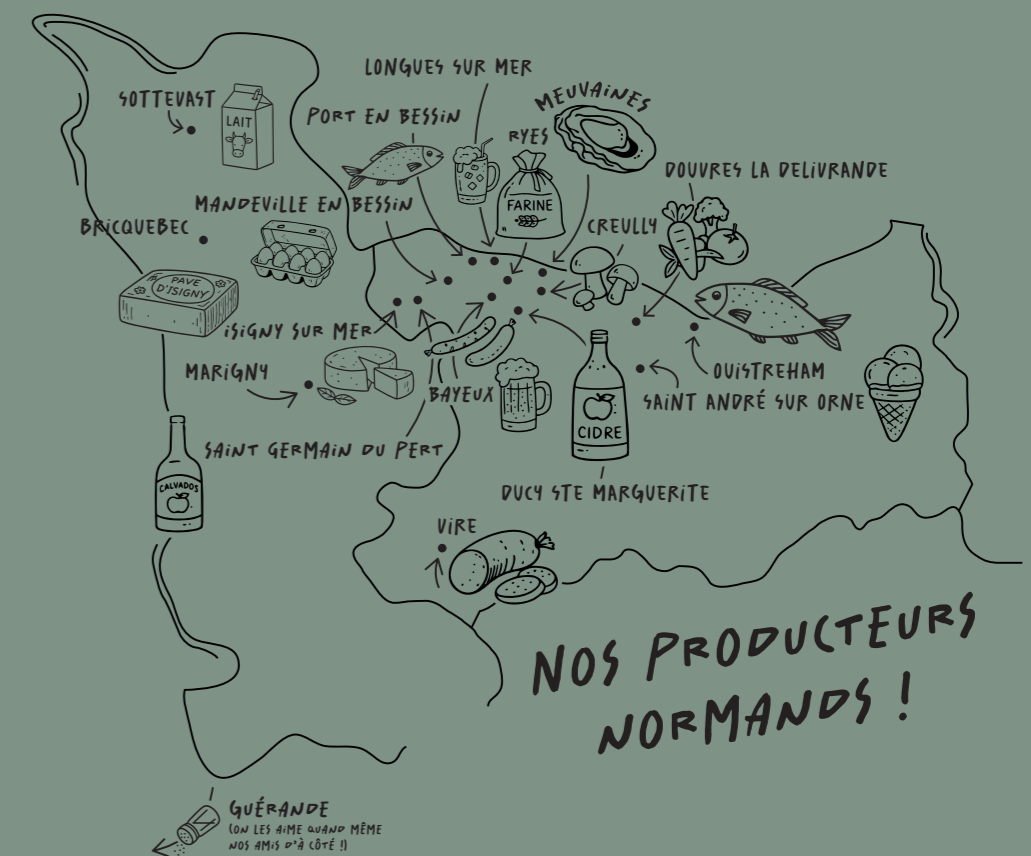 LONGUES SUR MER
SOTTEVAST
LAIT
PORT EN BESSIN
MEUVAINES
RYES
DOUVRES LA DELIVRANDE
MANDEVILLE EN BESSIN
FARINE
BRICQUEBEC
CREULLY
PAVE
D'ISIGNY
ISIGNY SUR MER
MARIGNY
OUISTREHAM
BAYEUX
SAINT ANDRÉ SUR ORNE
CIDRE
SAINT GERMAIN DU PERT
CALVADOS
DUCY STE MARGUERITE
VIRE
NOS PRODUCTEURS
NORMANDS !
GUÉRANDE
(ON LES AIME QUAND MÊME
NOS AMIS D'À CÔTÉ !)